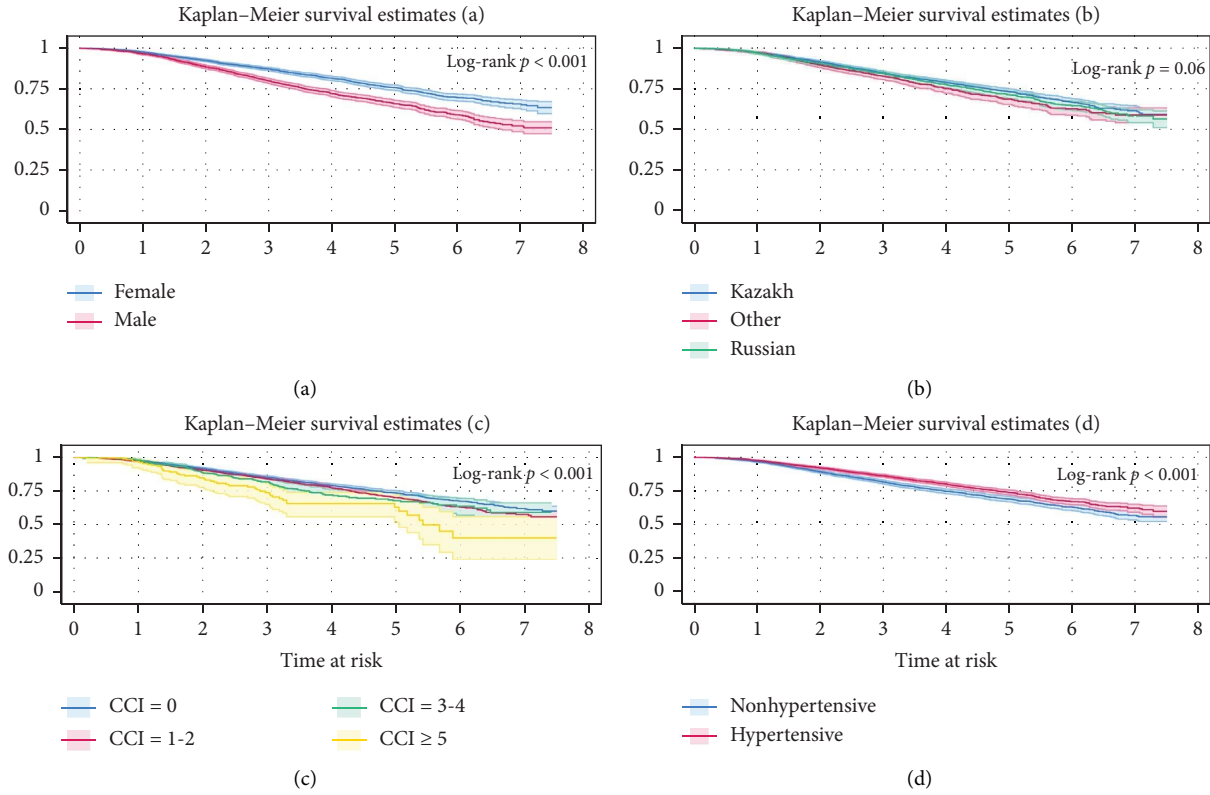 Kaplan–Meier survival estimates (a)
Log-rank p < 0.001
1
0.75
0.5
0.25
0
0 1 2 3 4 5 6 7 8
Female
Male
(a)
Kaplan–Meier survival estimates (b)
Log-rank p = 0.06
1
0.75
0.5
0.25
0
0 1 2 3 4 5 6 7 8
Kazakh
Other
Russian
(b)
Kaplan–Meier survival estimates (c)
Log-rank p < 0.001
1
0.75
0.5
0.25
0
0 1 2 3 4 5 6 7 8
Time at risk
CCI = 0
CCI = 3-4
CCI = 1-2
CCI ≥ 5
(c)
Kaplan–Meier survival estimates (d)
Log-rank p < 0.001
1
0.75
0.5
0.25
0
0 1 2 3 4 5 6 7 8
Time at risk
Nonhypertensive
Hypertensive
(d)